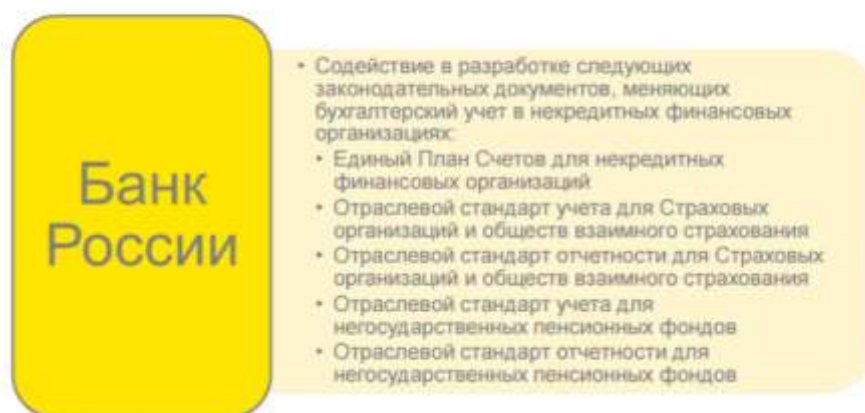 Банк
России
• Содействие в разработке следующих
законодательных документов, меняющих
бухгалтерский учет в некредитных финансовых
организациях:
• Единый План Счетов для некредитных
финансовых организаций
• Отраслевой стандарт учета для Страховых
организаций и обществ взаимного страхования
• Отраслевой стандарт отчетности для Страховых
организаций и обществ взаимного страхования
• Отраслевой стандарт учета для
негосударственных пенсионных фондов
• Отраслевой стандарт отчетности для
негосударственных пенсионных фондов